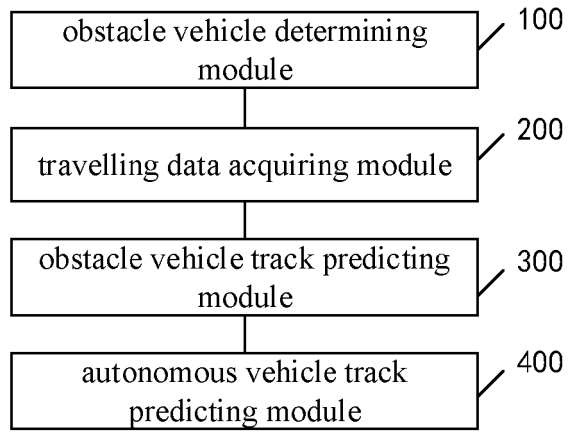 obstacle vehicle determining
module
100
travelling data acquiring module
200
obstacle vehicle track predicting
module
300
autonomous vehicle track
predicting module
400